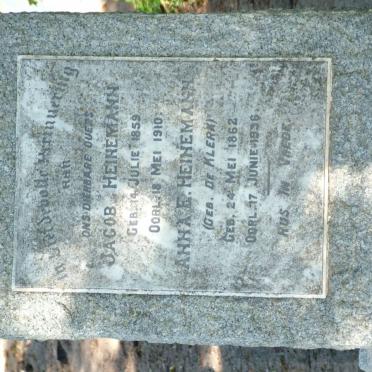 In Liefdevolle Herinnering
aan
ONS DIERBARE OUERS,
JACOB HEINEMANN
GEB. 14 JULIE 1859
OORL. 18 MEI 1910.
ANNA E. HEINEMANN
(GEB. DE KLERK)
GEB. 24 MEI 1862
OORL. 17 JUNIE 1936.
RUS IN VREDE